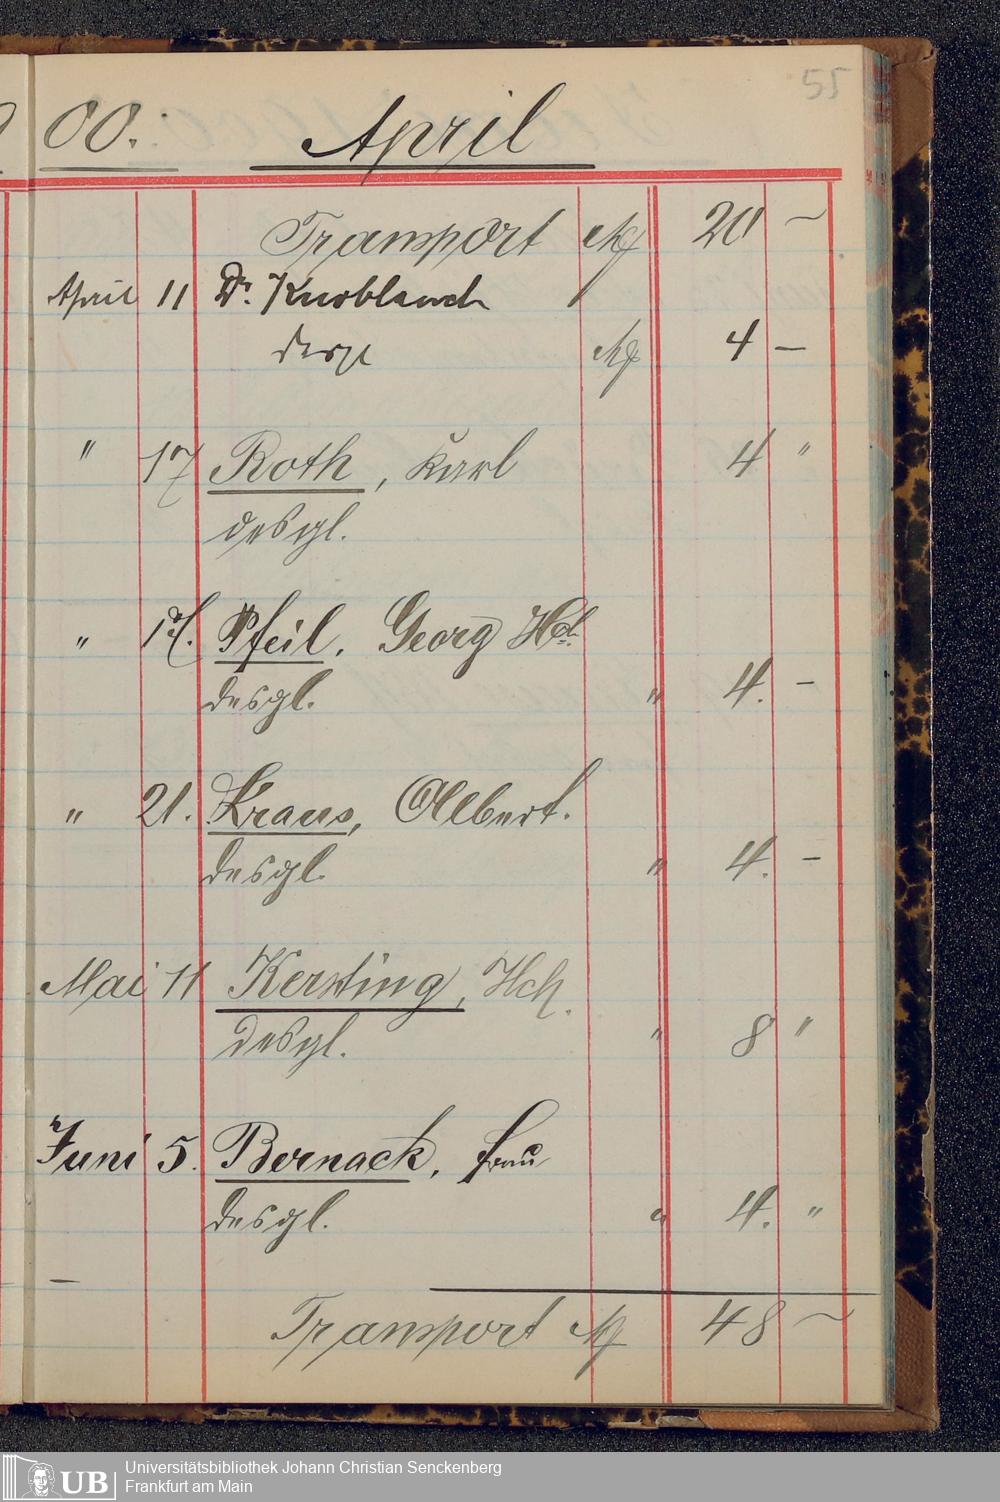 55
00. April
Transport M 20 —
April 11 Dr. Knoblauch
desgl M 4 —
" 17 Roth, Karl 4 "
desgl.
" 17. Pfeil, Georg Hch.
desgl. " 4. —
" 21. Kraus, Albert.
desgl. " 4. —
Mai 11 Kersting, Hch.
desgl. " 8 "
Juni 5. Bernack, Frau
desgl. " 4. "
—
Transport M 48 —
UB
Universitätsbibliothek Johann Christian Senckenberg
Frankfurt am Main